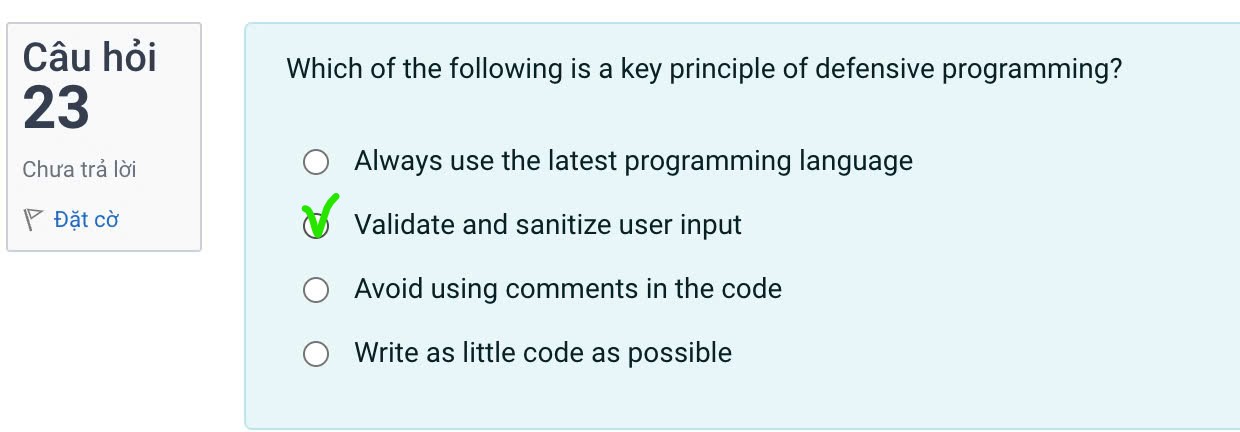 Câu hỏi
23
Chưa trả lời
Đặt cờ
Which of the following is a key principle of defensive programming?
Always use the latest programming language
Validate and sanitize user input
Avoid using comments in the code
Write as little code as possible